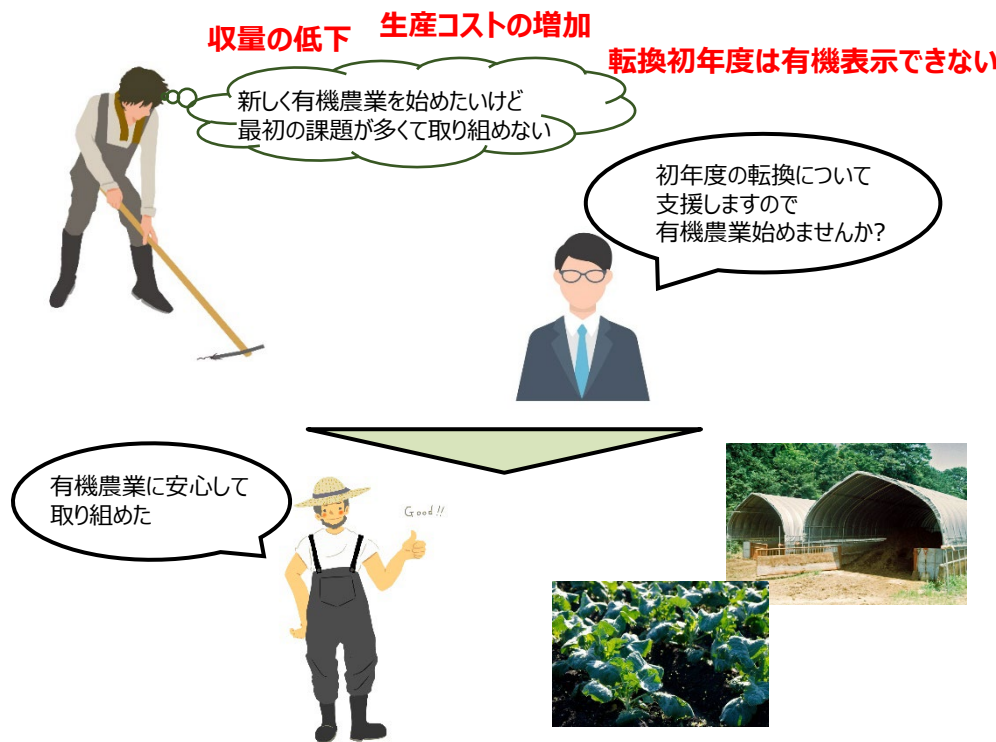 収量の低下
生産コストの増加
転換初年度は有機表示できない
新しく有機農業を始めたいけど
最初の課題が多くて取り組めない
初年度の転換について
支援しますので
有機農業始めませんか?
有機農業に安心して
取り組めた
Good!!